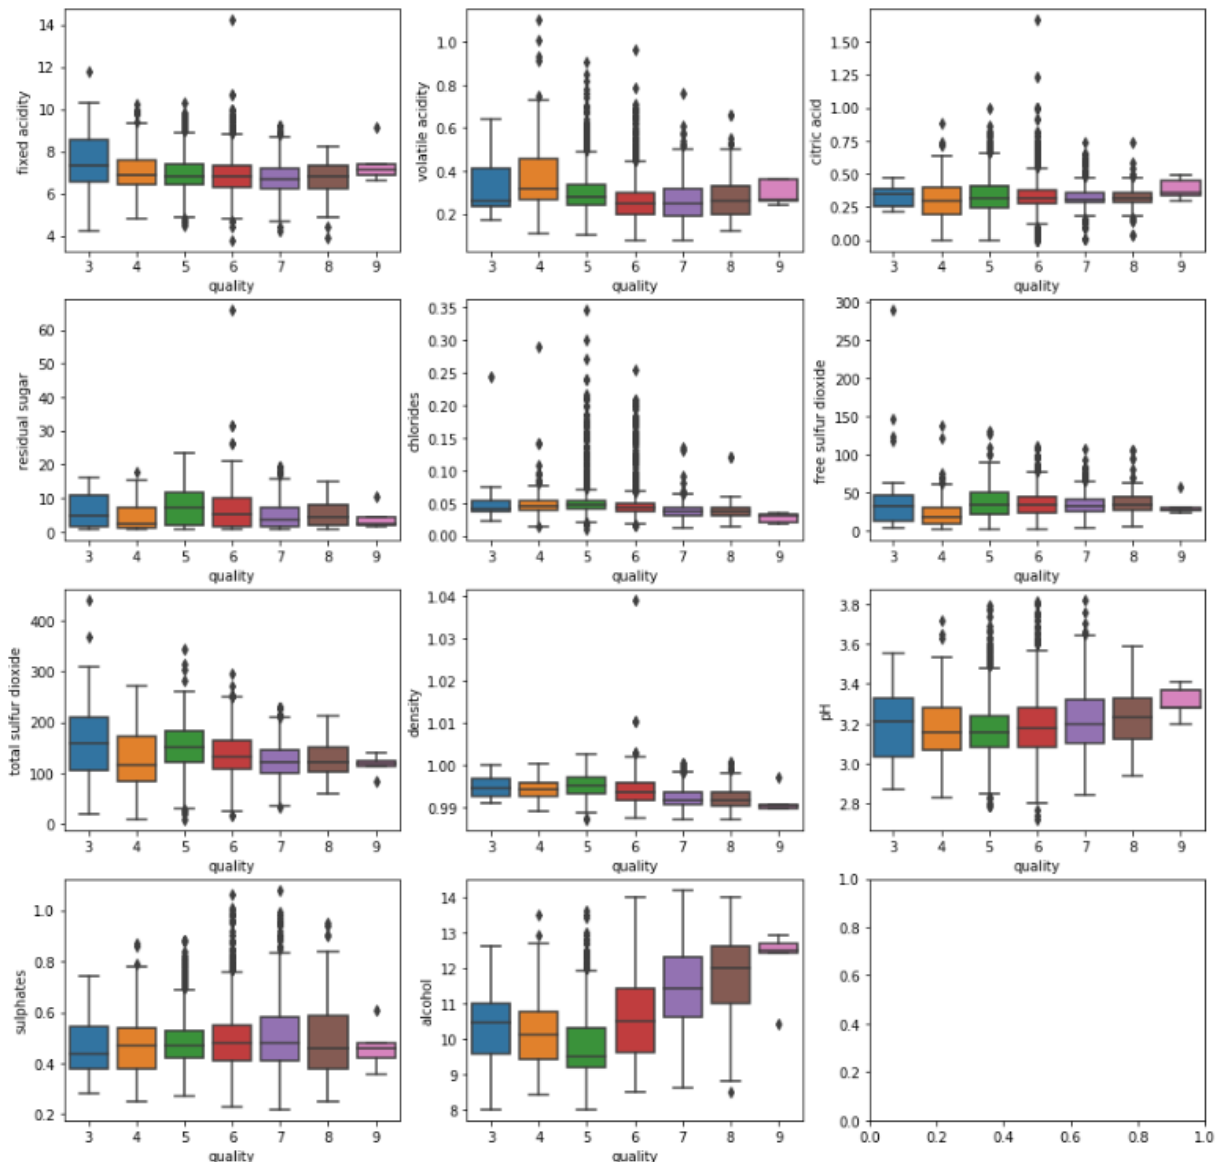 14
12
10
8
6
4
fixed acidity
3 4 5 6 7 8 9
quality
1.0
0.8
0.6
0.4
0.2
volatile acidity
3 4 5 6 7 8 9
quality
1.50
1.25
1.00
0.75
0.50
0.25
0.00
citric acid
3 4 5 6 7 8 9
quality
60
50
40
30
20
10
0
residual sugar
3 4 5 6 7 8 9
quality
0.35
0.30
0.25
0.20
0.15
0.10
0.05
0.00
chlorides
3 4 5 6 7 8 9
quality
300
250
200
150
100
50
0
free sulfur dioxide
3 4 5 6 7 8 9
quality
400
300
200
100
0
total sulfur dioxide
3 4 5 6 7 8 9
quality
1.04
1.03
1.02
1.01
1.00
0.99
density
3 4 5 6 7 8 9
quality
3.8
3.6
3.4
3.2
3.0
2.8
pH
3 4 5 6 7 8 9
quality
1.0
0.8
0.6
0.4
0.2
sulphates
3 4 5 6 7 8 9
quality
14
13
12
11
10
9
8
alcohol
3 4 5 6 7 8 9
quality
1.0
0.8
0.6
0.4
0.2
0.0
0.0 0.2 0.4 0.6 0.8 1.0